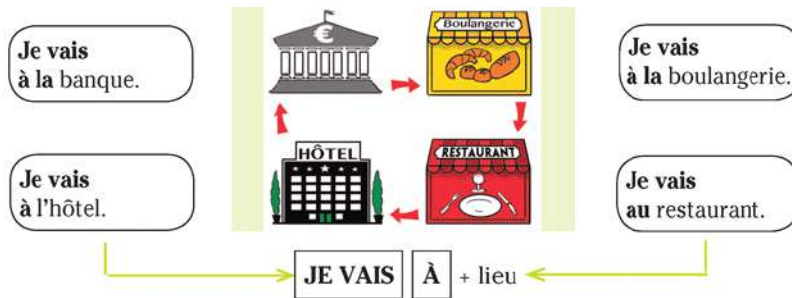 Je vais
à la banque.
€
Boulangerie
Je vais
à la boulangerie.
HÔTEL
RESTAURANT
Je vais
à l'hôtel.
Je vais
au restaurant.
JE VAIS À + lieu